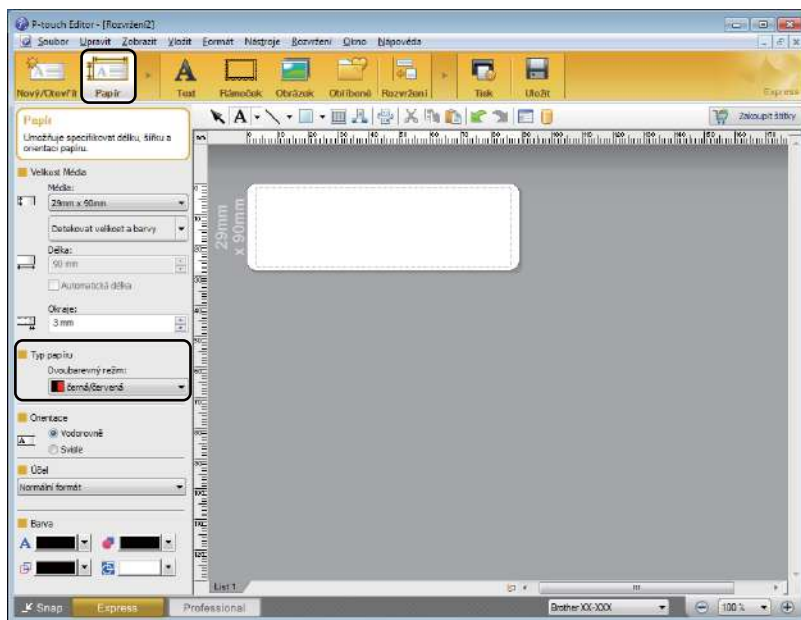 P-touch Editor - [Rozvržení2]
Soubor Upravit Zobrazit Vložit Formát Nástroje Rozvržení Okno Nápověda
Nový/Otevřít Papír Text Rámeček Obrázek Oblíbené Rozvržení Tisk Uložit Express
Papír
Umožňuje specifikovat délku, šířku a orientaci papíru.
Zakoupit štítky
Velikost Média
Média:
29mm x 90mm
Detekovat velikost a barvy
Délka:
90 mm
Automatická délka
Okraje:
3 mm
Typ papíru
Dvoubarevný režim:
černá/červená
Orientace
Vodorovně
Svisle
Účel
Normální formát
Barva
29mm
x 90mm
List 1
Snap Express Professional
Brother XX-XXX
100 %